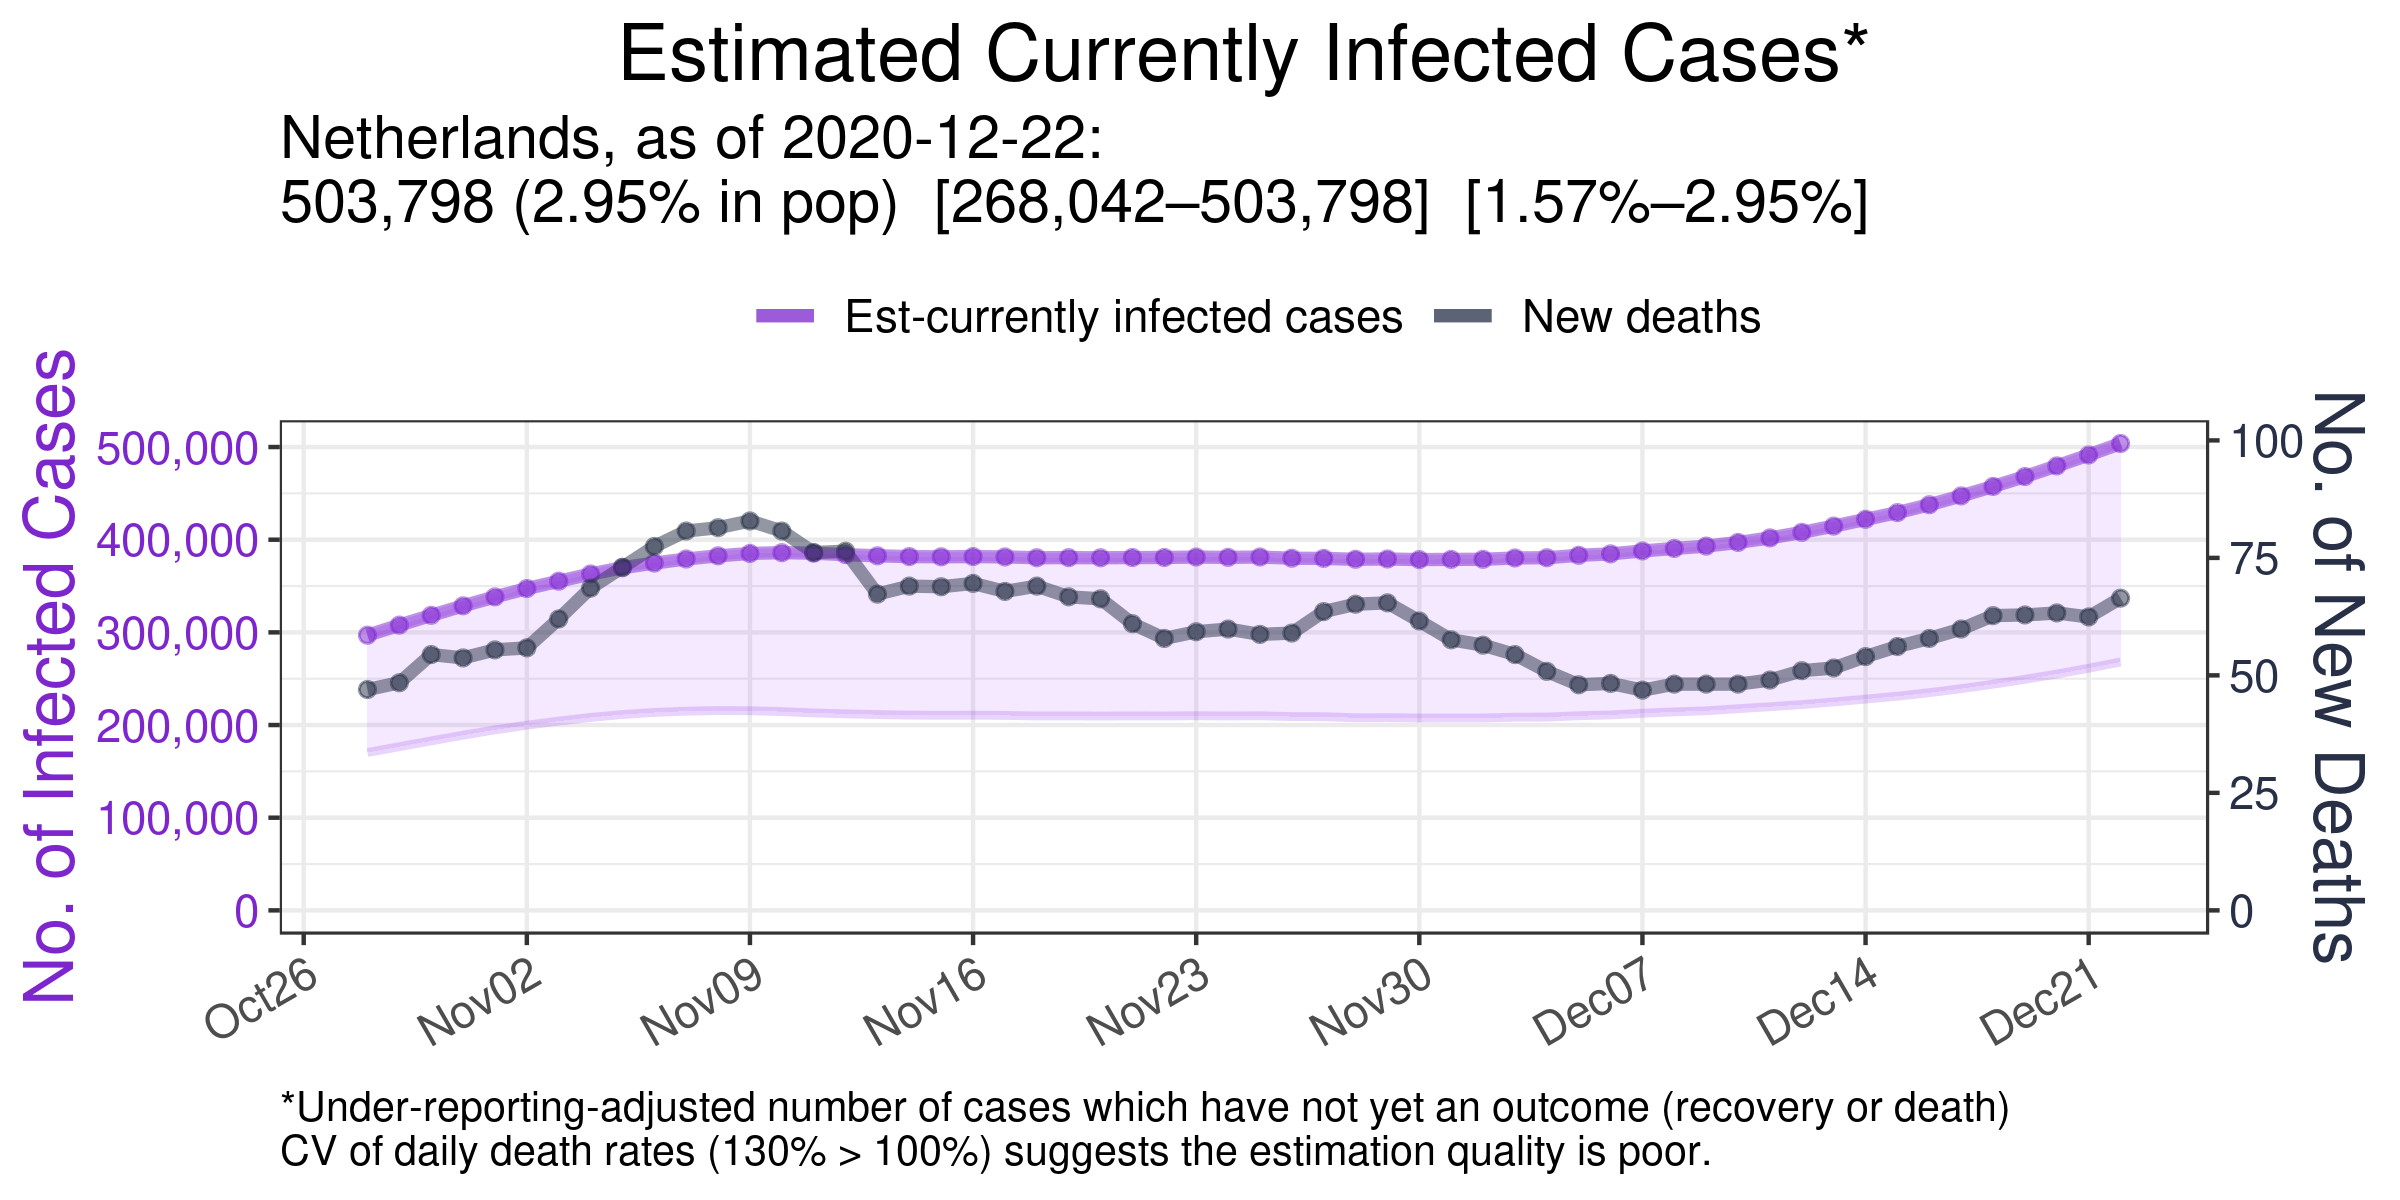 Estimated Currently Infected Cases*
Netherlands, as of 2020-12-22:
503,798 (2.95% in pop)  [268,042–503,798]  [1.57%–2.95%]
Est-currently infected cases
New deaths
No. of Infected Cases
500,000
400,000
300,000
200,000
100,000
0
100
75
50
25
0
No. of New Deaths
Oct26
Nov02
Nov09
Nov16
Nov23
Nov30
Dec07
Dec14
Dec21
*Under-reporting-adjusted number of cases which have not yet an outcome (recovery or death)
CV of daily death rates (130% > 100%) suggests the estimation quality is poor.